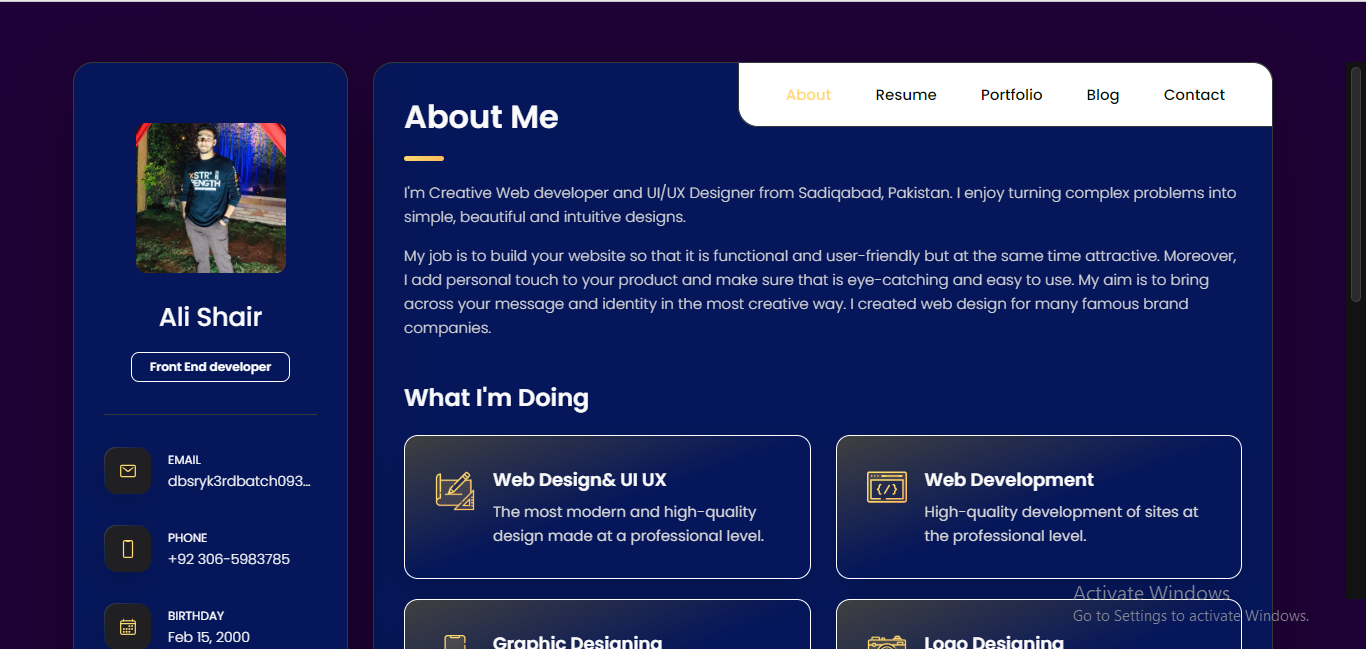 About
Resume
Portfolio
Blog
Contact
About Me
I'm Creative Web developer and UI/UX Designer from Sadiqabad, Pakistan. I enjoy turning complex problems into
simple, beautiful and intuitive designs.
My job is to build your website so that it is functional and user-friendly but at the same time attractive. Moreover,
I add personal touch to your product and make sure that is eye-catching and easy to use. My aim is to bring
across your message and identity in the most creative way. I created web design for many famous brand
companies.
STR
ENGTH
Ali Shair
Front End developer
EMAIL
dbsryk3rdbatch093...
PHONE
+92 306-5983785
BIRTHDAY
Feb 15, 2000
What I'm Doing
Web Design& UI UX
The most modern and high-quality
design made at a professional level.
Web Development
High-quality development of sites at
the professional level.
Graphic Designing
Logo Designing
Activate Windows
Go to Settings to activate Windows.